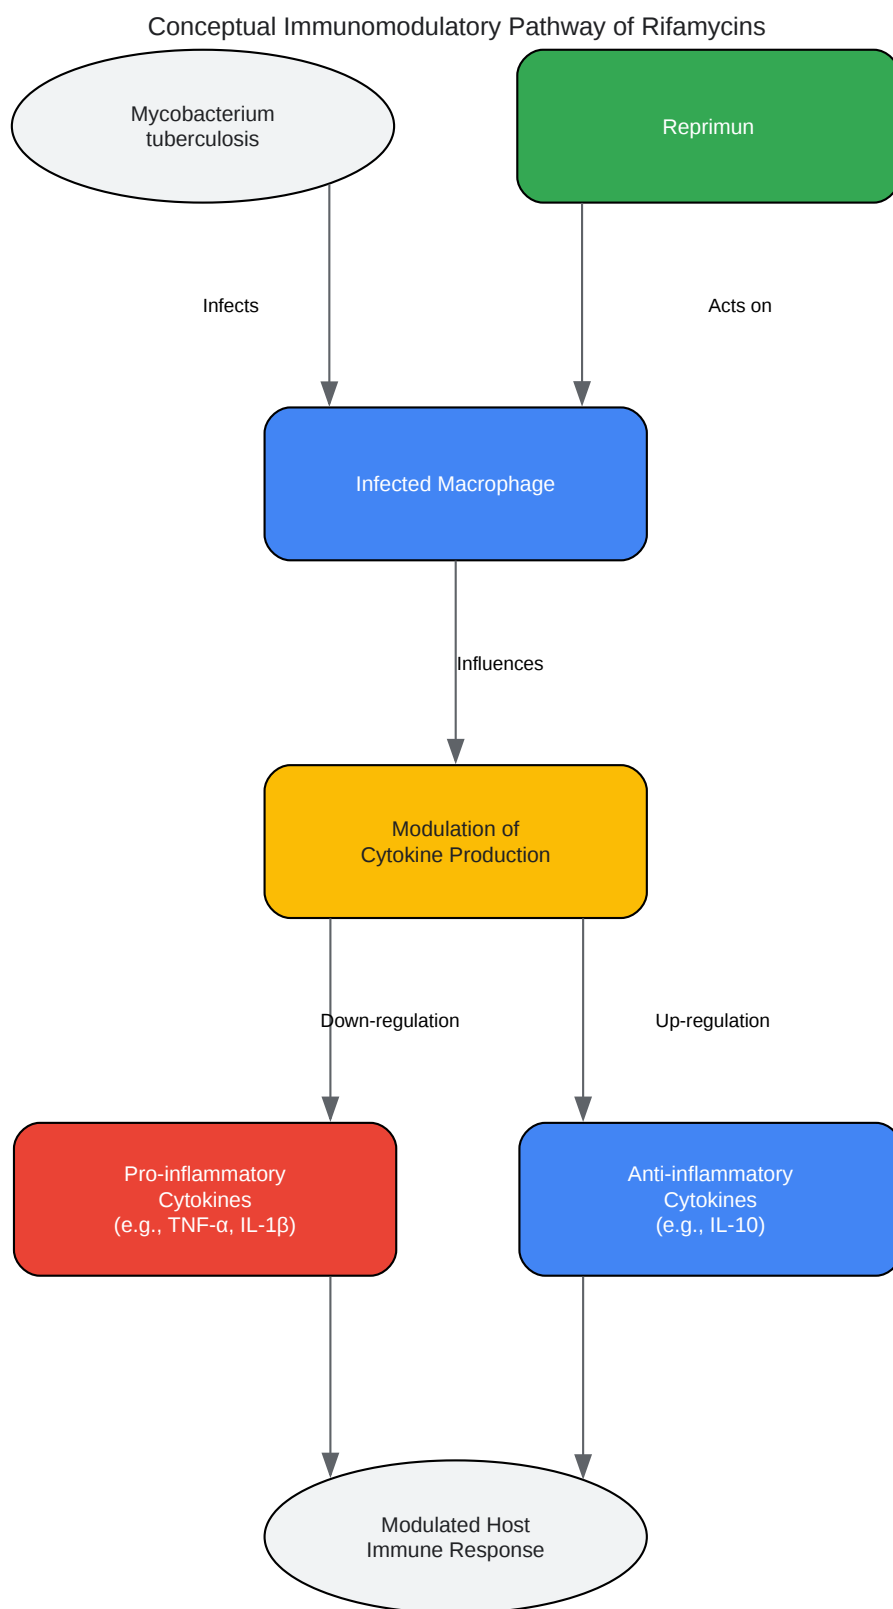 Conceptual Immunomodulatory Pathway of Rifamycins
Mycobacterium
tuberculosis
Reprimun
Infects
Acts on
Infected Macrophage
Influences
Modulation of
Cytokine Production
Down-regulation
Up-regulation
Pro-inflammatory
Cytokines
(e.g., TNF-α, IL-1β)
Anti-inflammatory
Cytokines
(e.g., IL-10)
Modulated Host
Immune Response